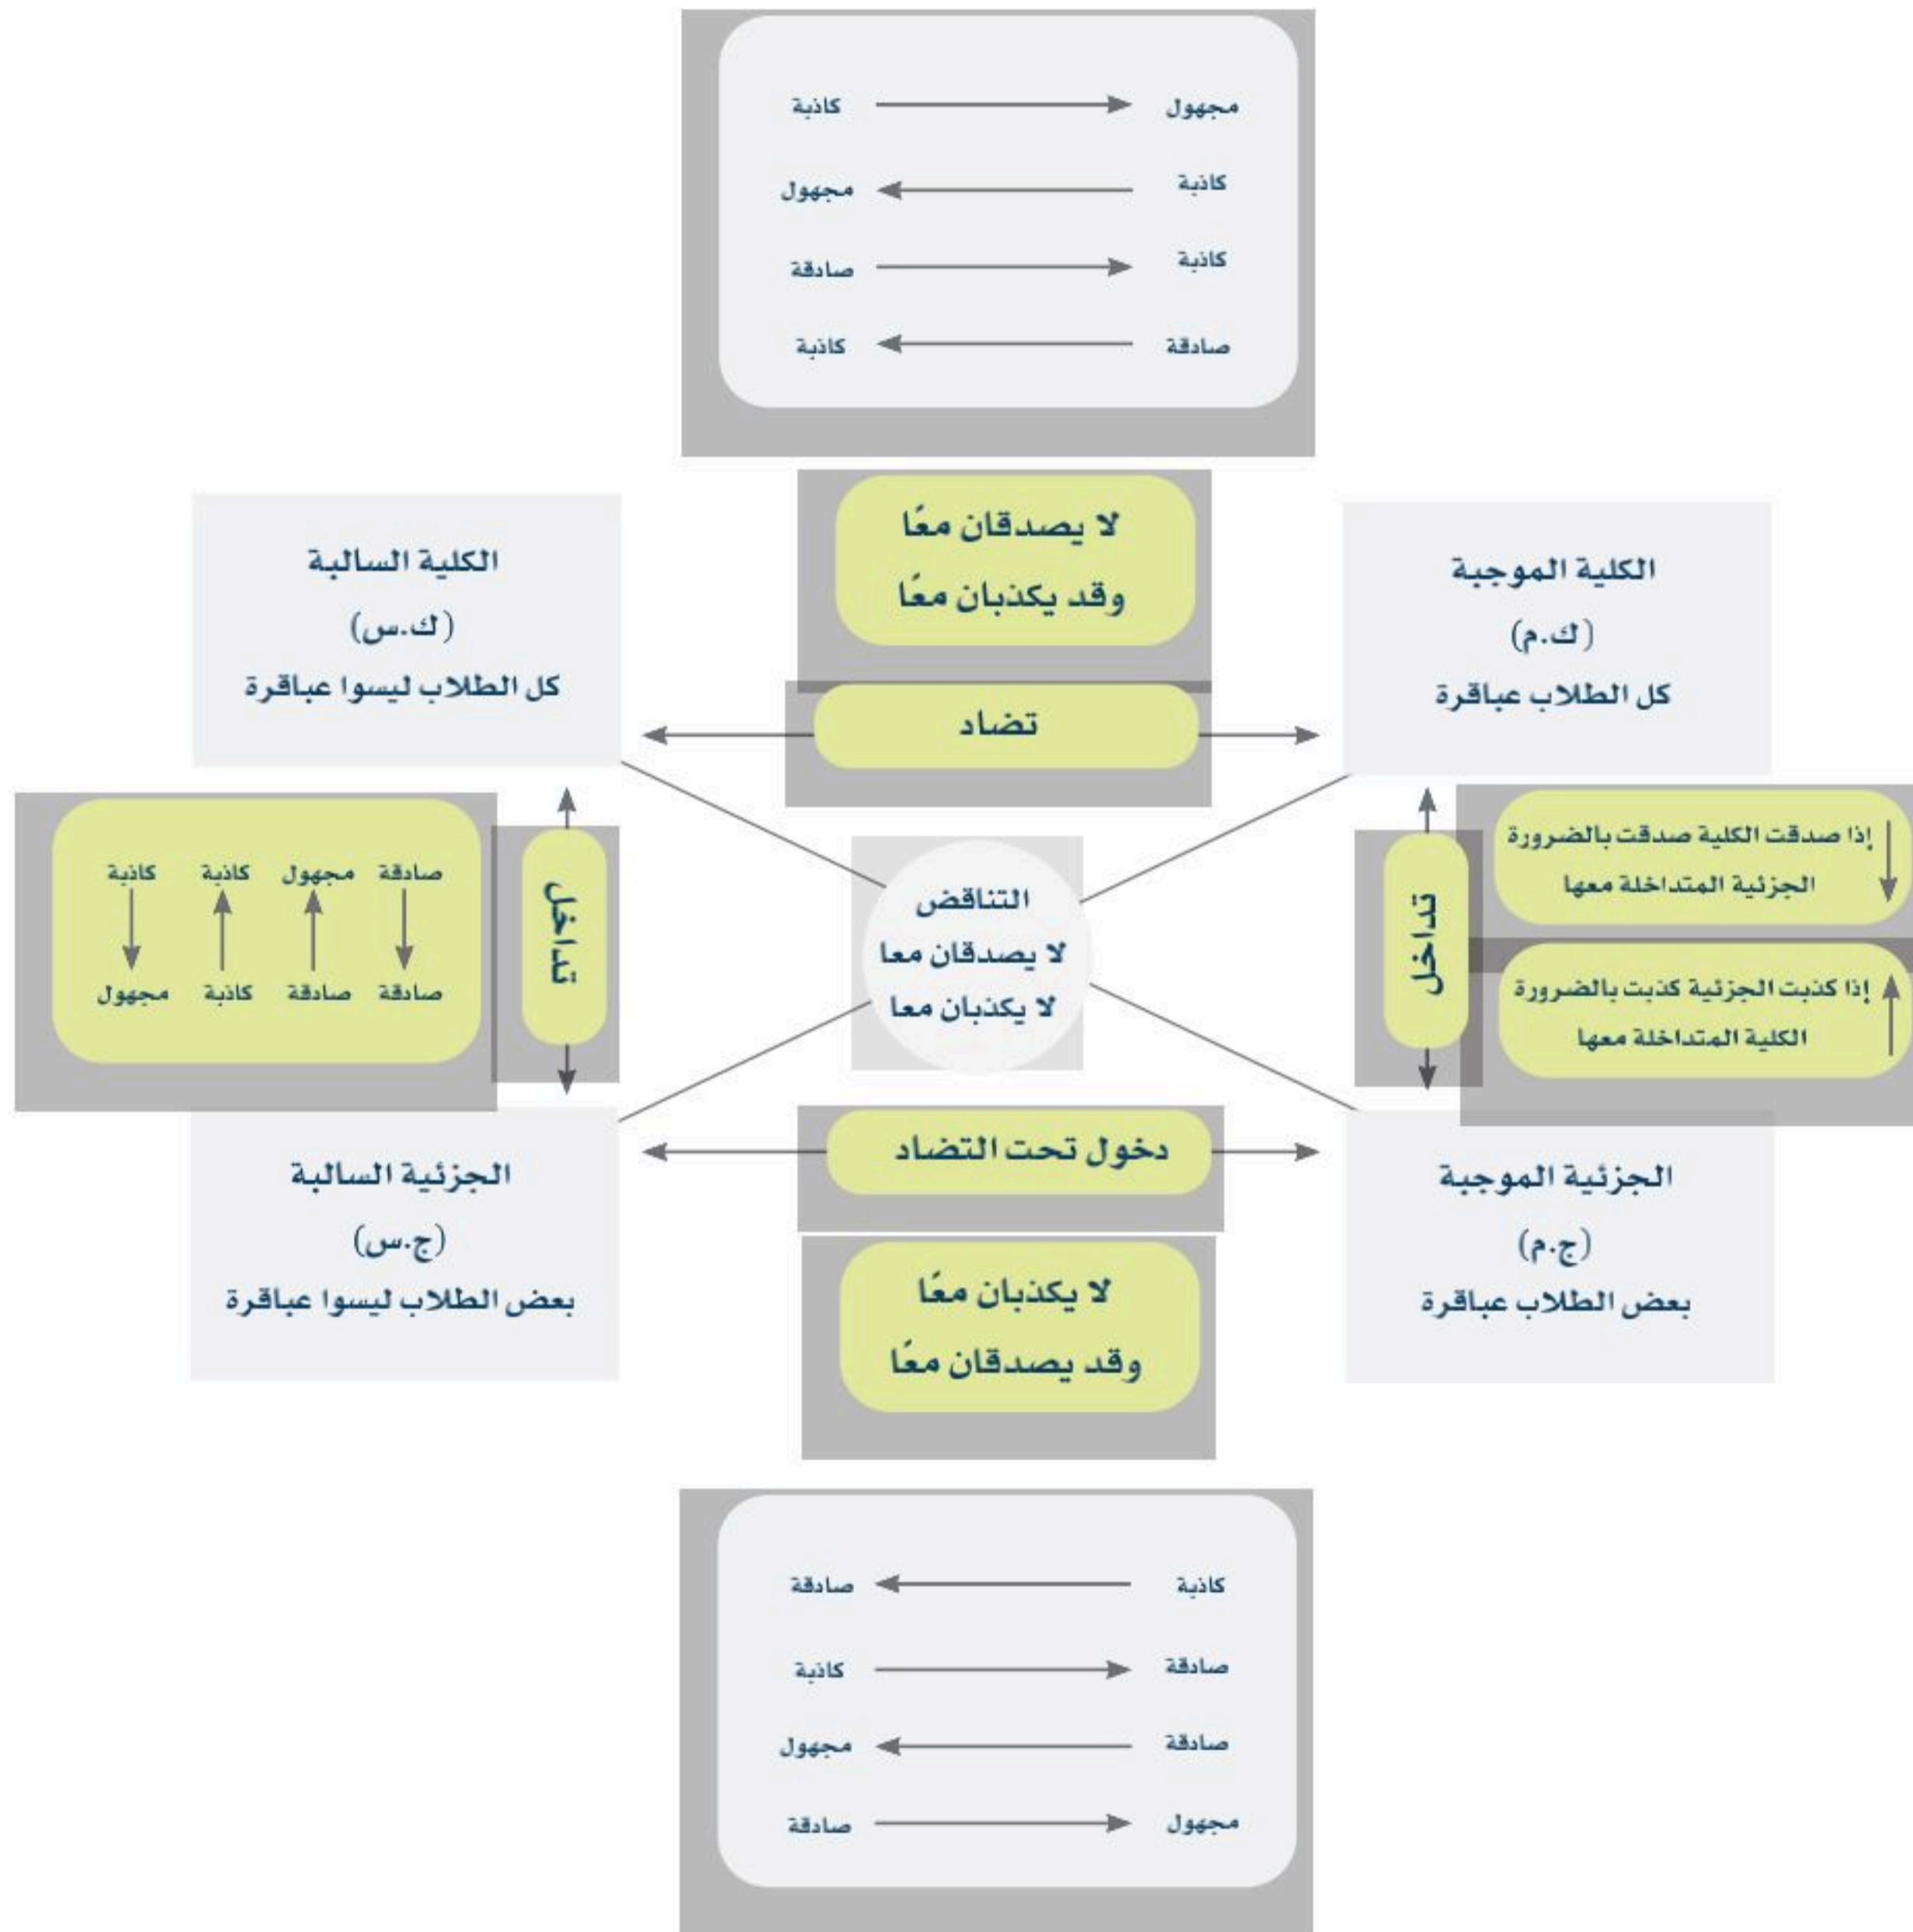 كاذبة مجهول
مجهول كاذبة
صادقة كاذبة
كاذبة صادقة
لا يصدقان معًا
وقد يكذبان معًا
الكلية الموجبة
(ك.م)
كل الطلاب عباقرة
الكلية السالبة
(ك.س)
كل الطلاب ليسوا عباقرة
تضاد
إذا صدقت الكلية صدقت بالضرورة
الجزئية المتداخلة معها
إذا كذبت الجزئية كذبت بالضرورة
الكلية المتداخلة معها
تداخل
التناقض
لا يصدقان معا
لا يكذبان معا
تداخل
صادقة مجهول كاذبة كاذبة
صادقة صادقة كاذبة مجهول
الجزئية الموجبة
(ج.م)
بعض الطلاب عباقرة
دخول تحت التضاد
الجزئية السالبة
(ج.س)
بعض الطلاب ليسوا عباقرة
لا يكذبان معًا
وقد يصدقان معًا
كاذبة صادقة
صادقة كاذبة
صادقة مجهول
مجهول صادقة